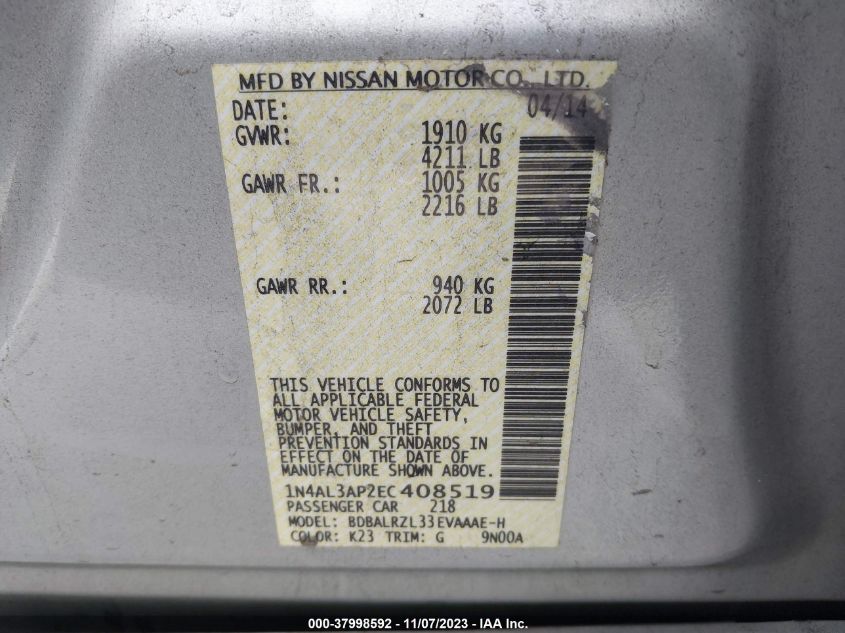 MFD BY NISSAN MOTOR CO., LTD.
DATE: 04/14
GVWR: 1910 KG
4211 LB
GAWR FR.: 1005 KG
2216 LB
GAWR RR.: 940 KG
2072 LB
THIS VEHICLE CONFORMS TO
ALL APPLICABLE FEDERAL
MOTOR VEHICLE SAFETY,
BUMPER, AND THEFT
PREVENTION STANDARDS IN
EFFECT ON THE DATE OF
MANUFACTURE SHOWN ABOVE.
1N4AL3AP2EC408519
PASSENGER CAR 218
MODEL: BDBALRZL33EVAAAE-H
COLOR: K23 TRIM: G 9N00A
000-37998592 - 11/07/2023 - IAA Inc.